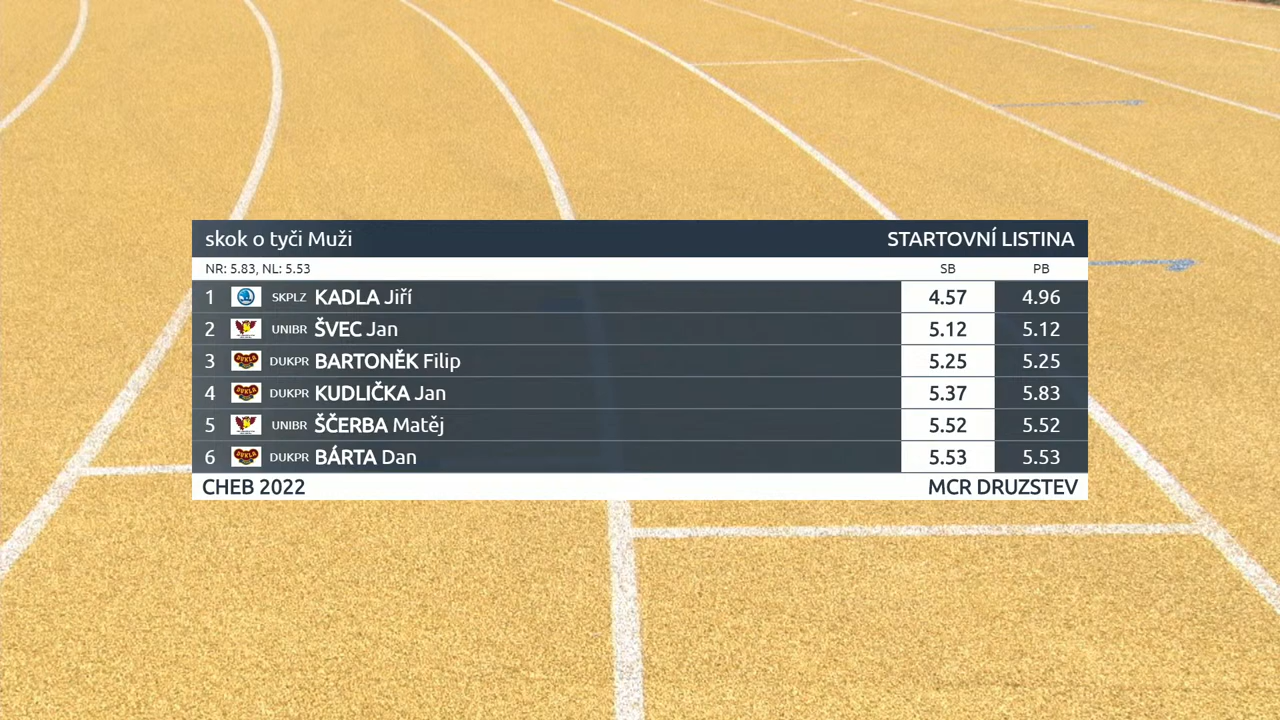 skok o tyči Muži STARTOVNÍ LISTINA
NR: 5.83, NL: 5.53 SB PB
1 SKPLZ KADLA Jiří 4.57 4.96
2 UNIBR ŠVEC Jan 5.12 5.12
3 DUKPR BARTONĚK Filip 5.25 5.25
4 DUKPR KUDLIČKA Jan 5.37 5.83
5 UNIBR ŠČERBA Matěj 5.52 5.52
6 DUKPR BÁRTA Dan 5.53 5.53
CHEB 2022 MCR DRUZSTEV